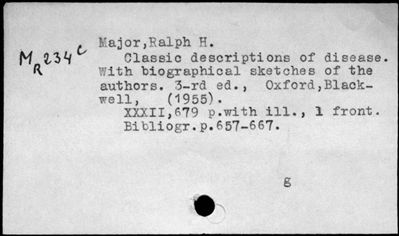 Major,Ralph H.
M R 234 c
Classic descriptions of disease.
With biographical sketches of the
authors. 3-rd ed., Oxford,Black-
well, (1955).
XXXII,679 p.with ill., 1 front.
Bibliogr.p.657-667.
g